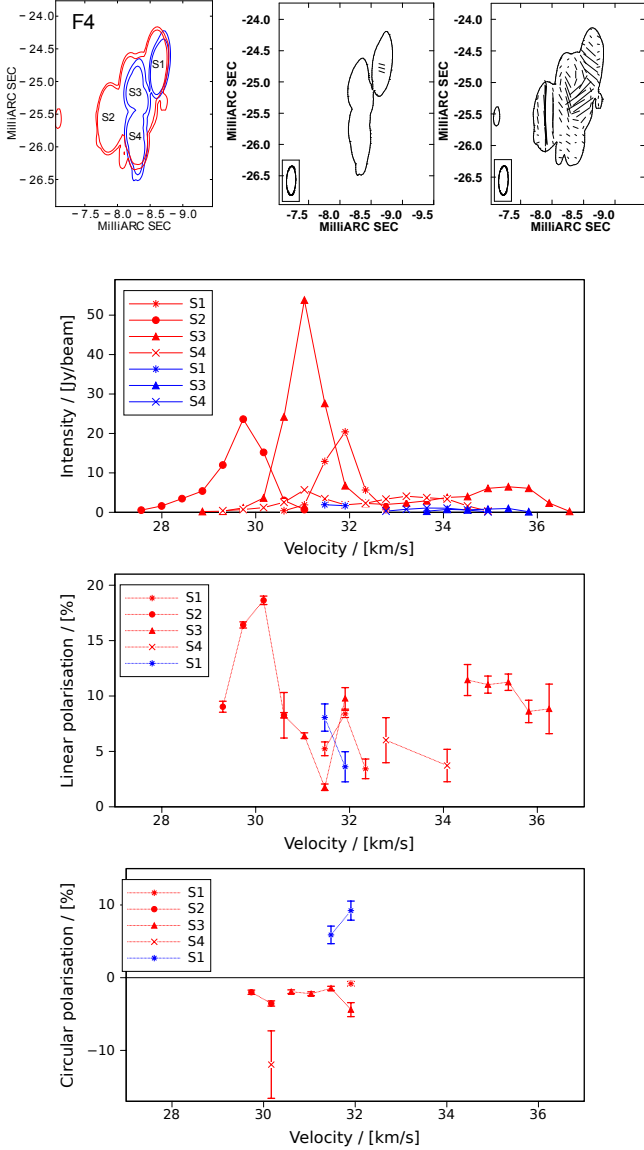 F4
-24.0
-24.0
-24.0
MilliARC SEC
-25.0
-26.0
-26.5
S1
S2
S3
S4
- 7.5 - 8.0 - 8.5 - 9.0
MilliARC SEC
MilliARC SEC
-24.5
-25.0
-25.5
-26.0
-26.5
-7.5 -8.0 -8.5 -9.0 -9.5
MilliARC SEC
MilliARC SEC
-24.5
-25.0
-25.5
-26.0
-26.5
-7.5 -8.0 -8.5 -9.0
MilliARC SEC
Intensity / [Jy/beam]
50
40
30
20
10
0
S1
S2
S3
S4
S1
S3
S4
28 30 32 34 36
Velocity / [km/s]
Linear polarisation / [%]
20
15
10
5
0
S1
S2
S3
S4
S1
28 30 32 34 36
Velocity / [km/s]
Circular polarisation / [%]
10
0
−10
S1
S2
S3
S4
S1
28 30 32 34 36
Velocity / [km/s]